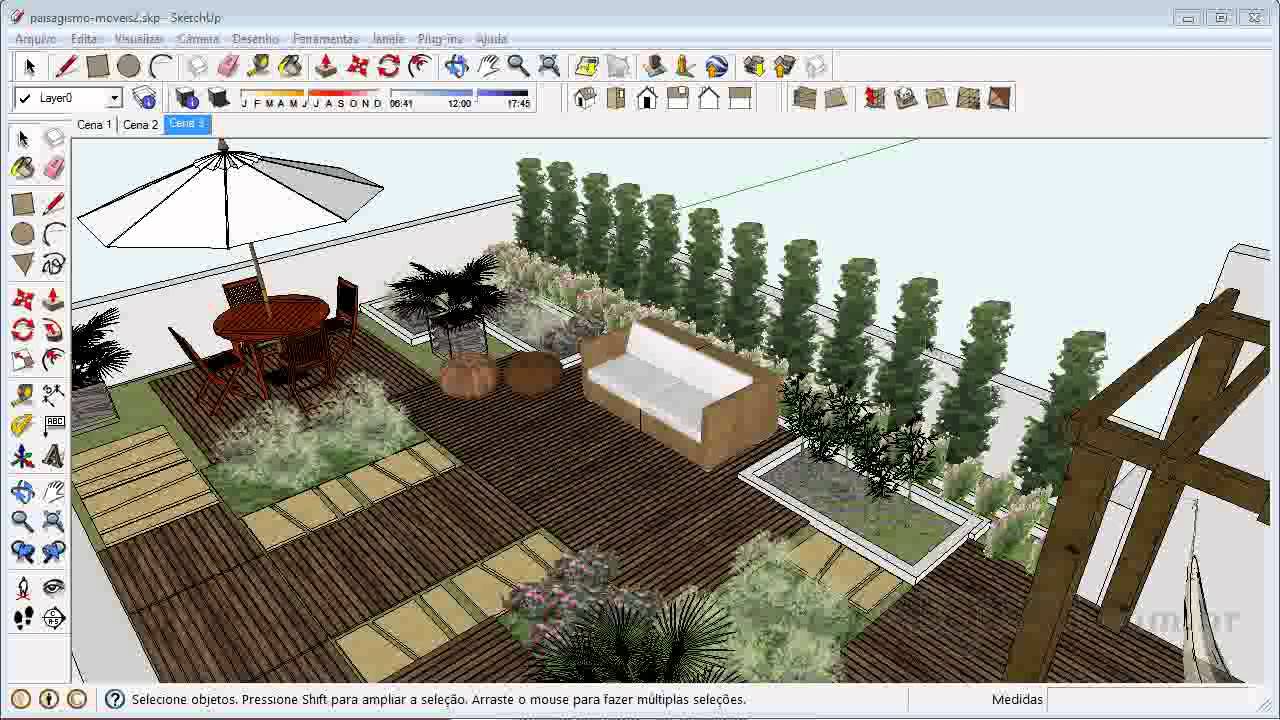 paisagismo-moveis2.skp - SketchUp
Arquivo Editar Visualizar Câmera Desenho Ferramentas Janela Plug-ins Ajuda
Layer0
J F M A M J J A S O N D
06:41 12:00 17:45
Cena 1 Cena 2 Cena 3
ABC
Selecione objetos. Pressione Shift para ampliar a seleção. Arraste o mouse para fazer múltiplas seleções.
Medidas